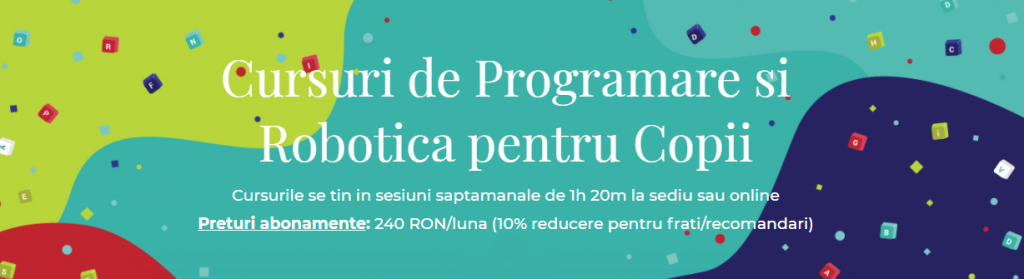 Cursuri de Programare si
Robotica pentru Copii
Cursurile se tin in sesiuni saptamanale de 1h 20m la sediu sau online
Preturi abonamente: 240 RON/luna (10% reducere pentru frati/recomandari)